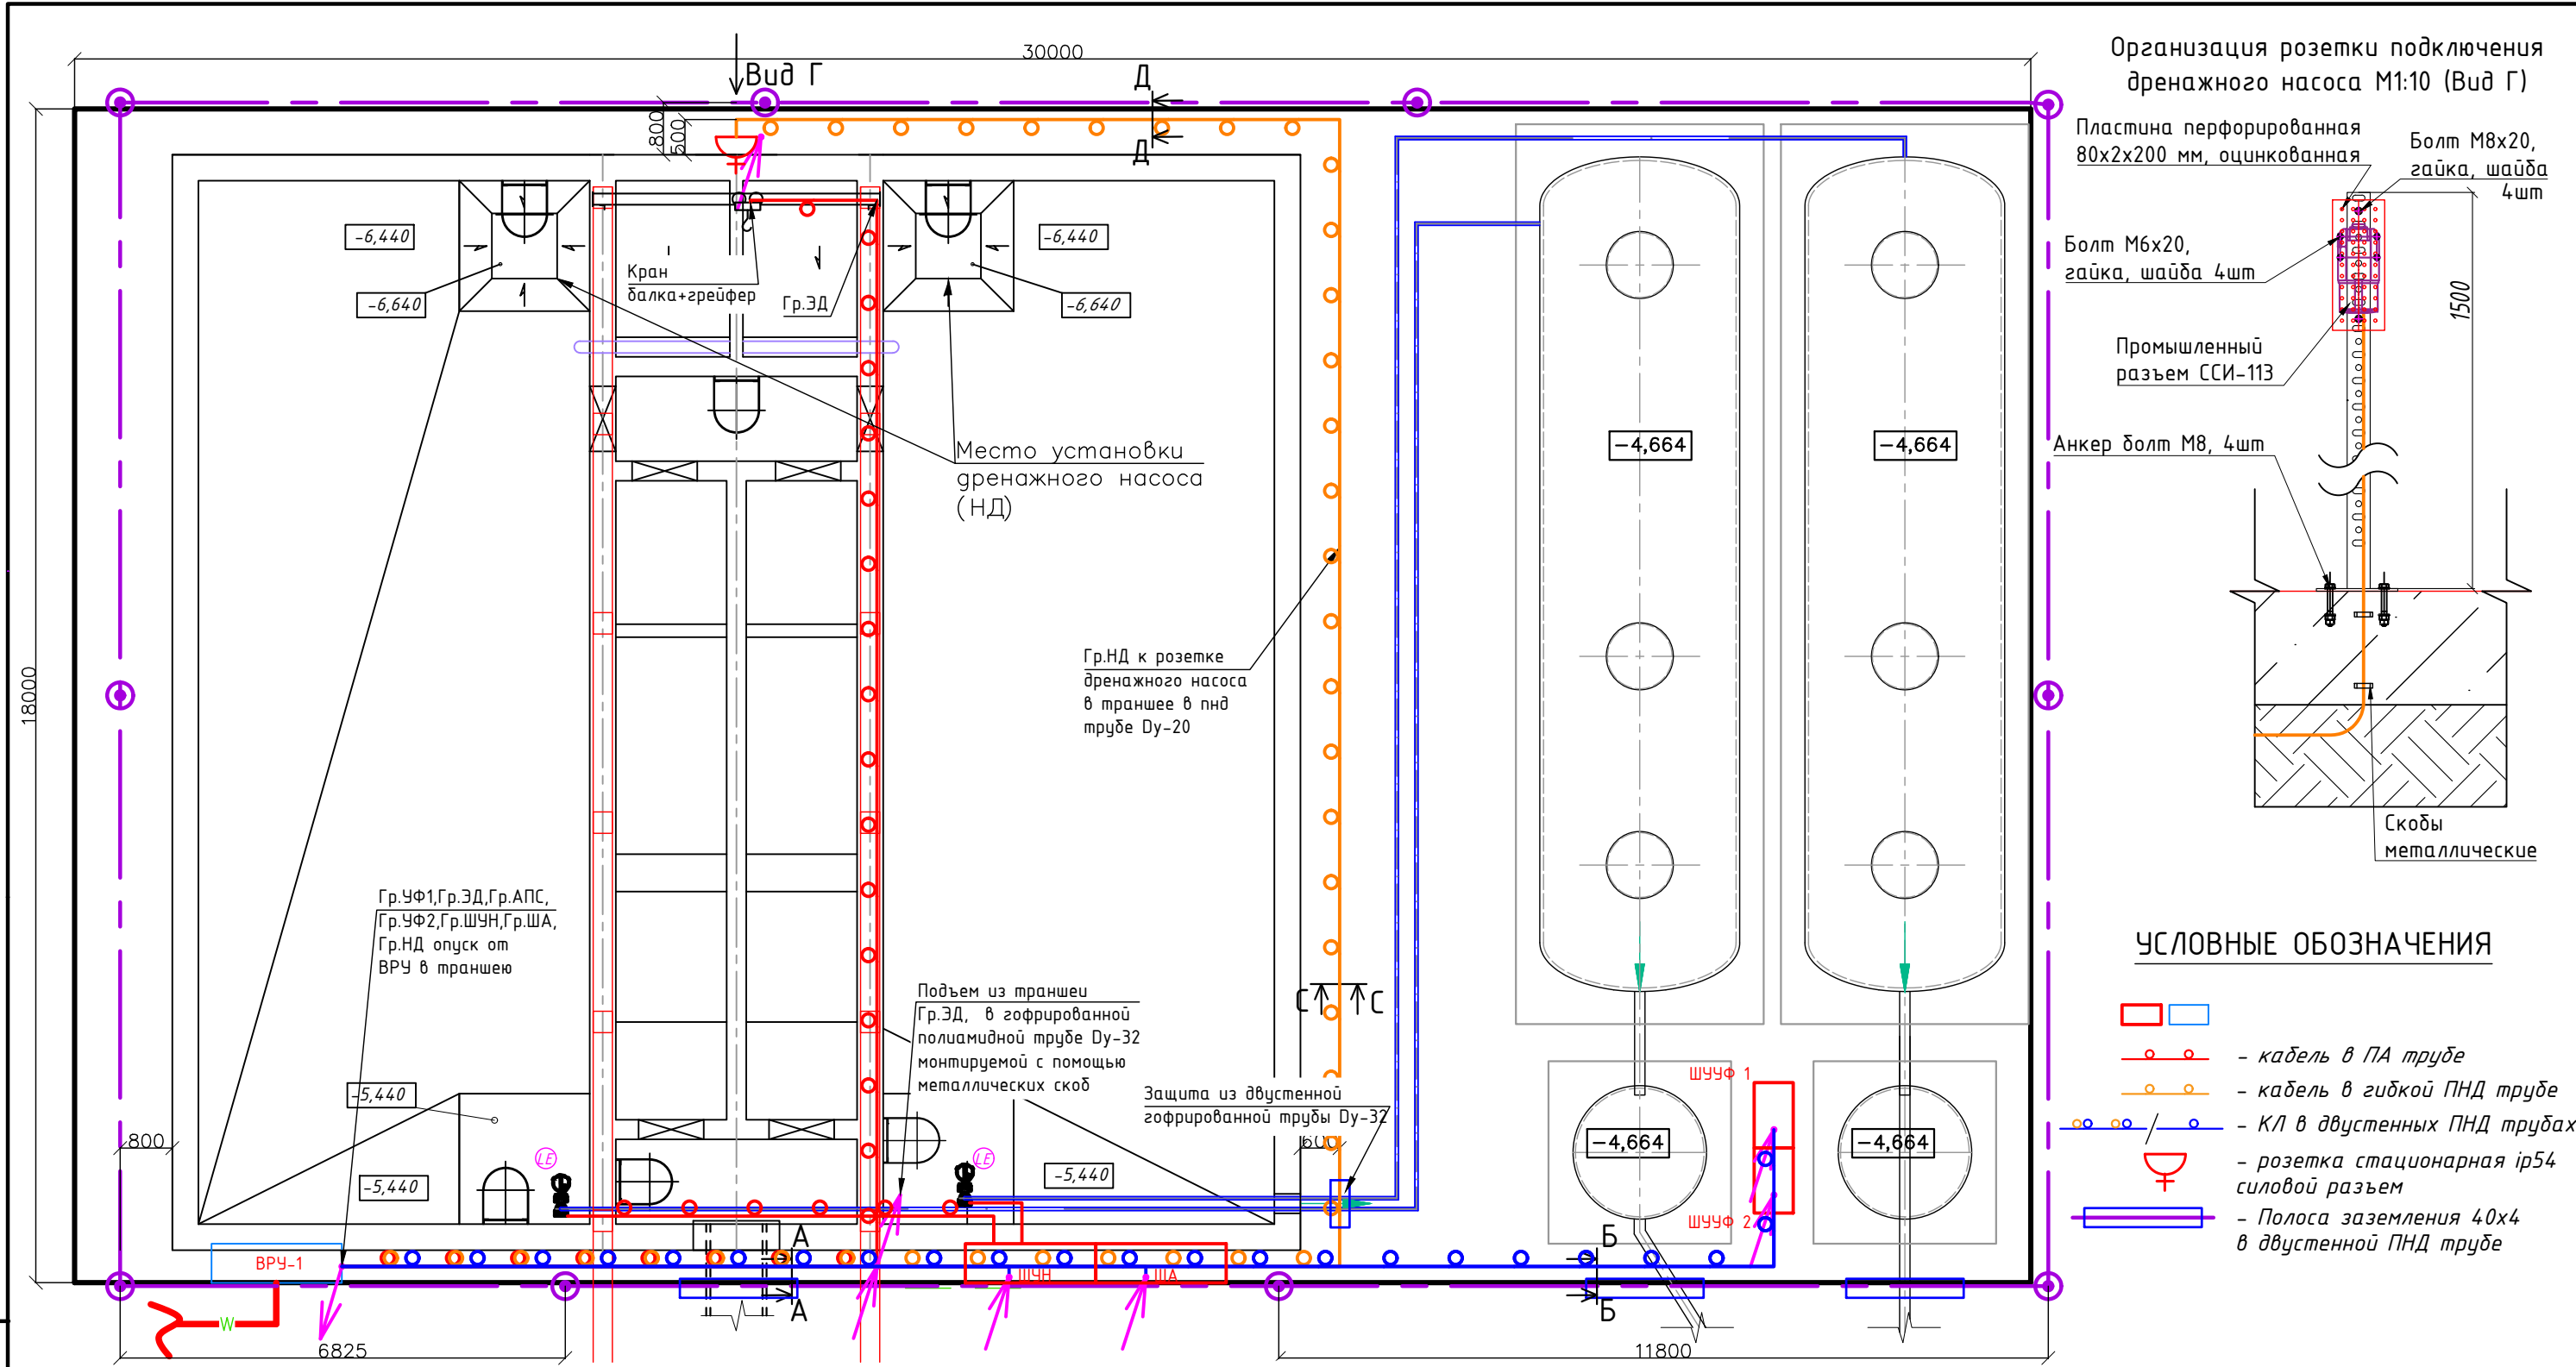 30000
Вид Г
Д
Д
800
500
18000
-6,440
-6,640
-6,440
-6,640
Кран
балка+грейфер
Гр.ЭД
Место установки
дренажного насоса
(НД)
Гр.НД к розетке
дренажного насоса
в траншее в пнд
трубе Dy-20
-4,664
-4,664
Гр.УФ1,Гр.ЭД,Гр.АПС,
Гр.УФ2,Гр.ШУН,Гр.ША,
Гр.НД опуск от
ВРУ в траншею
Подъем из траншеи
Гр.ЭД, в гофрированной
полиамидной трубе Dy-32
монтируемой с помощью
металлических скоб
Защита из двустенной
гофрированной трубы Dy-32
С
С
600
800
-5,440
-5,440
-5,440
LE
LE
ШУУФ 1
ШУУФ 2
-4,664
-4,664
ВРУ-1
А
А
ШУН
ША
Б
Б
W
6825
11800
Организация розетки подключения
дренажного насоса М1:10 (Вид Г)
Пластина перфорированная
80х2х200 мм, оцинкованная
Болт М8х20,
гайка, шайба
4шт
Болт М6х20,
гайка, шайба 4шт
1500
Промышленный
разъем ССИ-113
Анкер болт М8, 4шт
Скобы
металлические
УСЛОВНЫЕ ОБОЗНАЧЕНИЯ
- кабель в ПА трубе
- кабель в гибкой ПНД трубе
- КЛ в двустенных ПНД трубах
- розетка стационарная ip54
силовой разъем
- Полоса заземления 40х4
в двустенной ПНД трубе